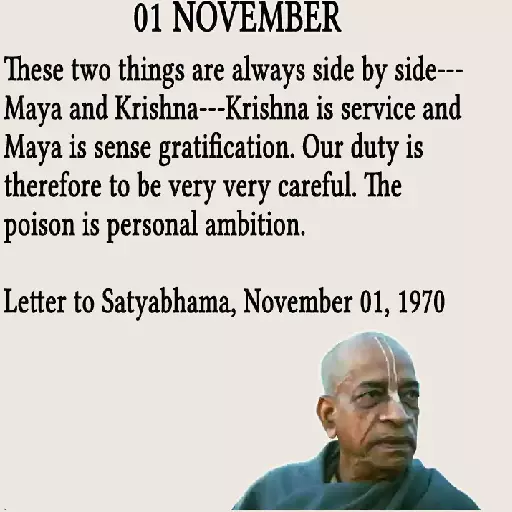 01 NOVEMBER
These two things are always side by side---
Maya and Krishna---Krishna is service and
Maya is sense gratification. Our duty is
therefore to be very very careful. The
poison is personal ambition.
Letter to Satyabhama, November 01, 1970